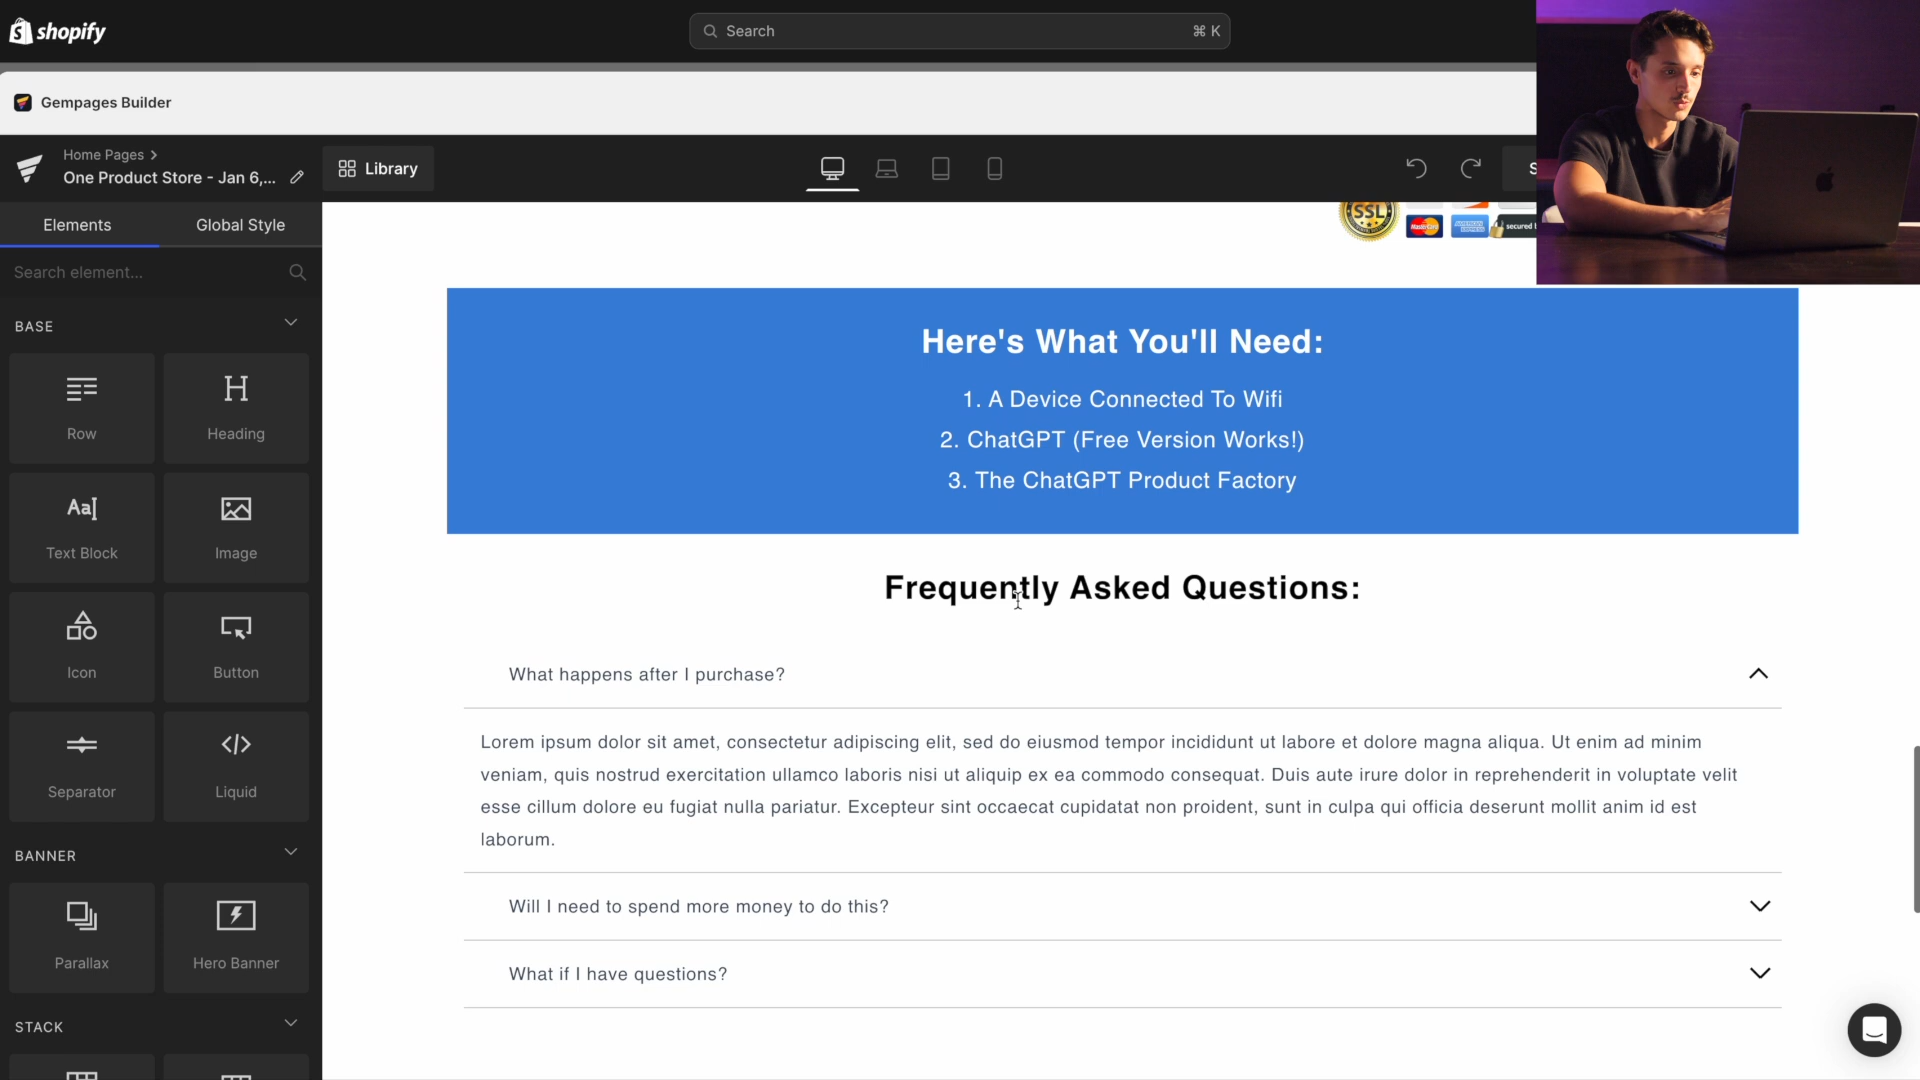 shopify
Search
⌘ K
Gempages Builder
Home Pages >
One Product Store - Jan 6,...
Library
S
Elements
Global Style
Search element...
BASE
Row
Heading
Text Block
Image
Icon
Button
Separator
Liquid
BANNER
Parallax
Hero Banner
STACK
SSL
MasterCard
AMERICAN EXPRESS
secured
Here's What You'll Need:
1. A Device Connected To Wifi
2. ChatGPT (Free Version Works!)
3. The ChatGPT Product Factory
Frequently Asked Questions:
What happens after I purchase?
Lorem ipsum dolor sit amet, consectetur adipiscing elit, sed do eiusmod tempor incididunt ut labore et dolore magna aliqua. Ut enim ad minim
veniam, quis nostrud exercitation ullamco laboris nisi ut aliquip ex ea commodo consequat. Duis aute irure dolor in reprehenderit in voluptate velit
esse cillum dolore eu fugiat nulla pariatur. Excepteur sint occaecat cupidatat non proident, sunt in culpa qui officia deserunt mollit anim id est
laborum.
Will I need to spend more money to do this?
What if I have questions?